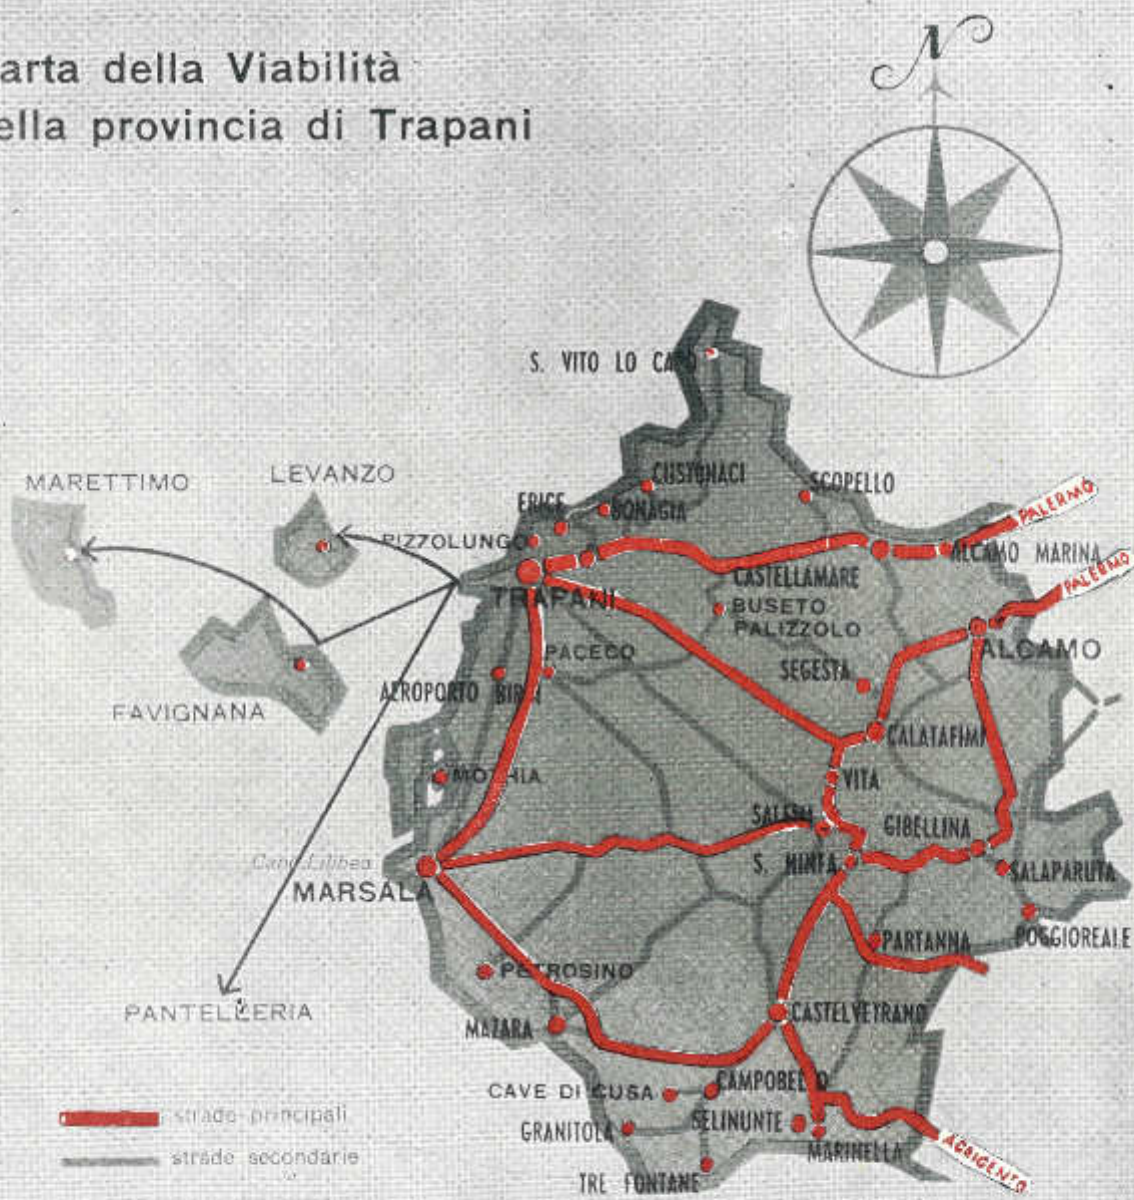 arta della Viabilità
ella provincia di Trapani
N
S. VITO LO CAPO
MARETTIMO
LEVANZO
CUSTONACI
SCOPELLO
ERICE
BONAGIA
PALERMO
PIZZOLUNGO
ALCAMO MARINA
CASTELLAMARE
PALERMO
TRAPANI
BUSETO
PALIZZOLO
ALCAMO
PACECO
SEGESTA
AEROPORTO BIRGI
FAVIGNANA
CALATAFIMI
MOTHIA
VITA
SALEMI
GIBELLINA
Capo Lilibeo
S. NINFA
SALAPARUTA
MARSALA
PARTANNA
POGGIOREALE
PETROSINO
PANTELLERIA
CASTELVETRANO
MAZARA
CAVE DI CUSA
CAMPOBELLO
strade principali
GRANITOLA
SELINUNTE
MARINELLA
AGRIGENTO
strade secondarie
TRE FONTANE